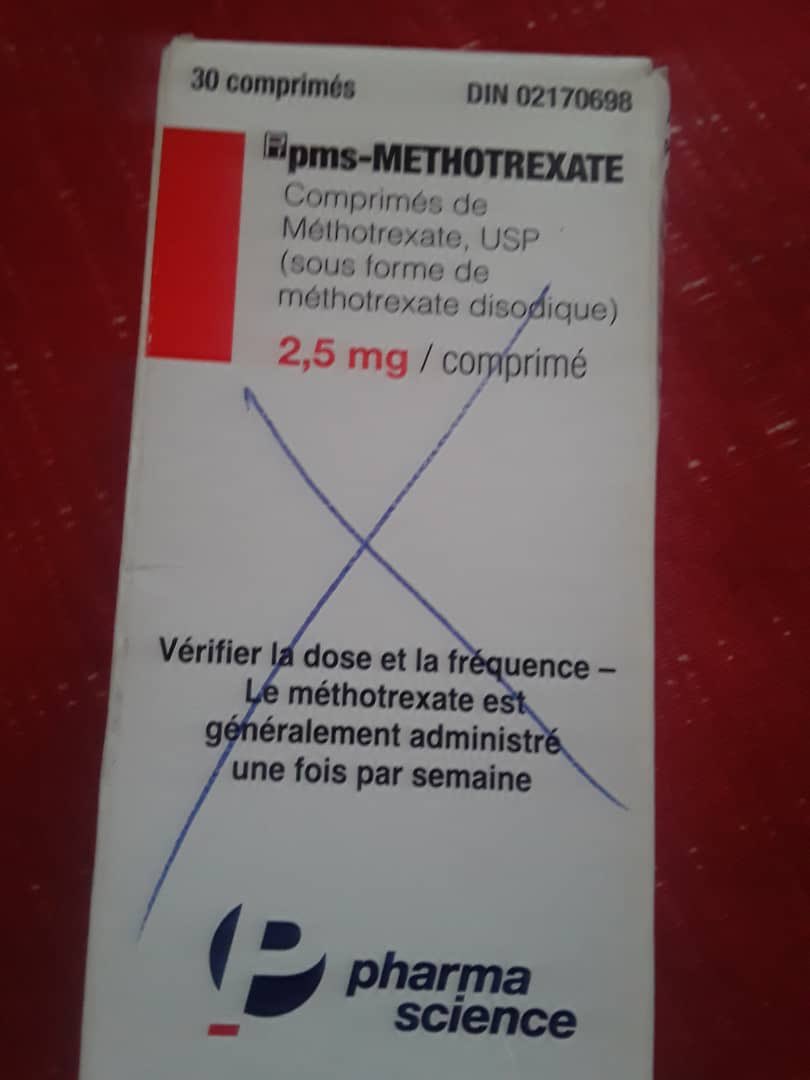 30 comprimés DIN 02170698
pms-METHOTREXATE
Comprimés de
Méthotrexate, USP
(sous forme de
méthotrexate disodique)
2,5 mg / comprimé
Vérifier la dose et la fréquence –
Le méthotrexate est
généralement administré
une fois par semaine
pharma
science